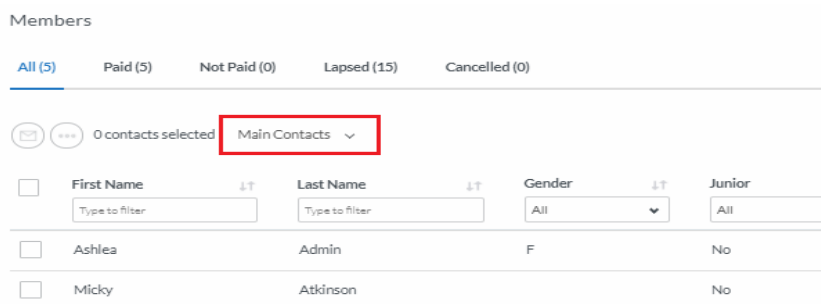 Members
All (5) Paid (5) Not Paid (0) Lapsed (15) Cancelled (0)
0 contacts selected Main Contacts
First Name Last Name Gender Junior
Type to filter Type to filter All All
Ashlea Admin F No
Micky Atkinson No